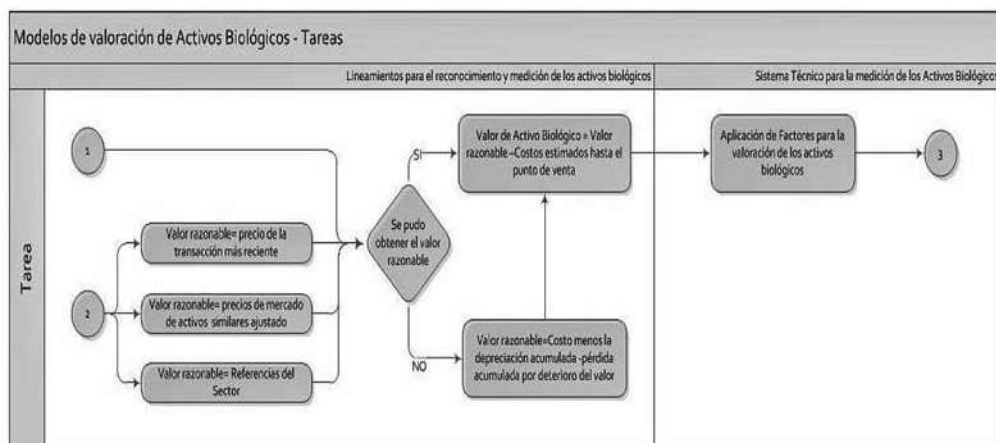 Modelos de valoración de Activos Biológicos - Tareas
Lineamientos para el reconocimiento y medición de los activos biológicos
Sistema Técnico para la medición de los Activos Biológicos
Tarea
1
Valor razonable= precio de la
transacción más reciente
2
Valor razonable= precios de mercado
de activos similares ajustado
Valor razonable= Referencias del
Sector
Se pudo
obtener el valor
razonable
SI
NO
Valor de Activo Biológico = Valor
razonable –Costos estimados hasta el
punto de venta
Valor razonable=Costo menos la
depreciación acumulada -pérdida
acumulada por deterioro del valor
Aplicación de Factores para la
valoración de los activos
biológicos
3